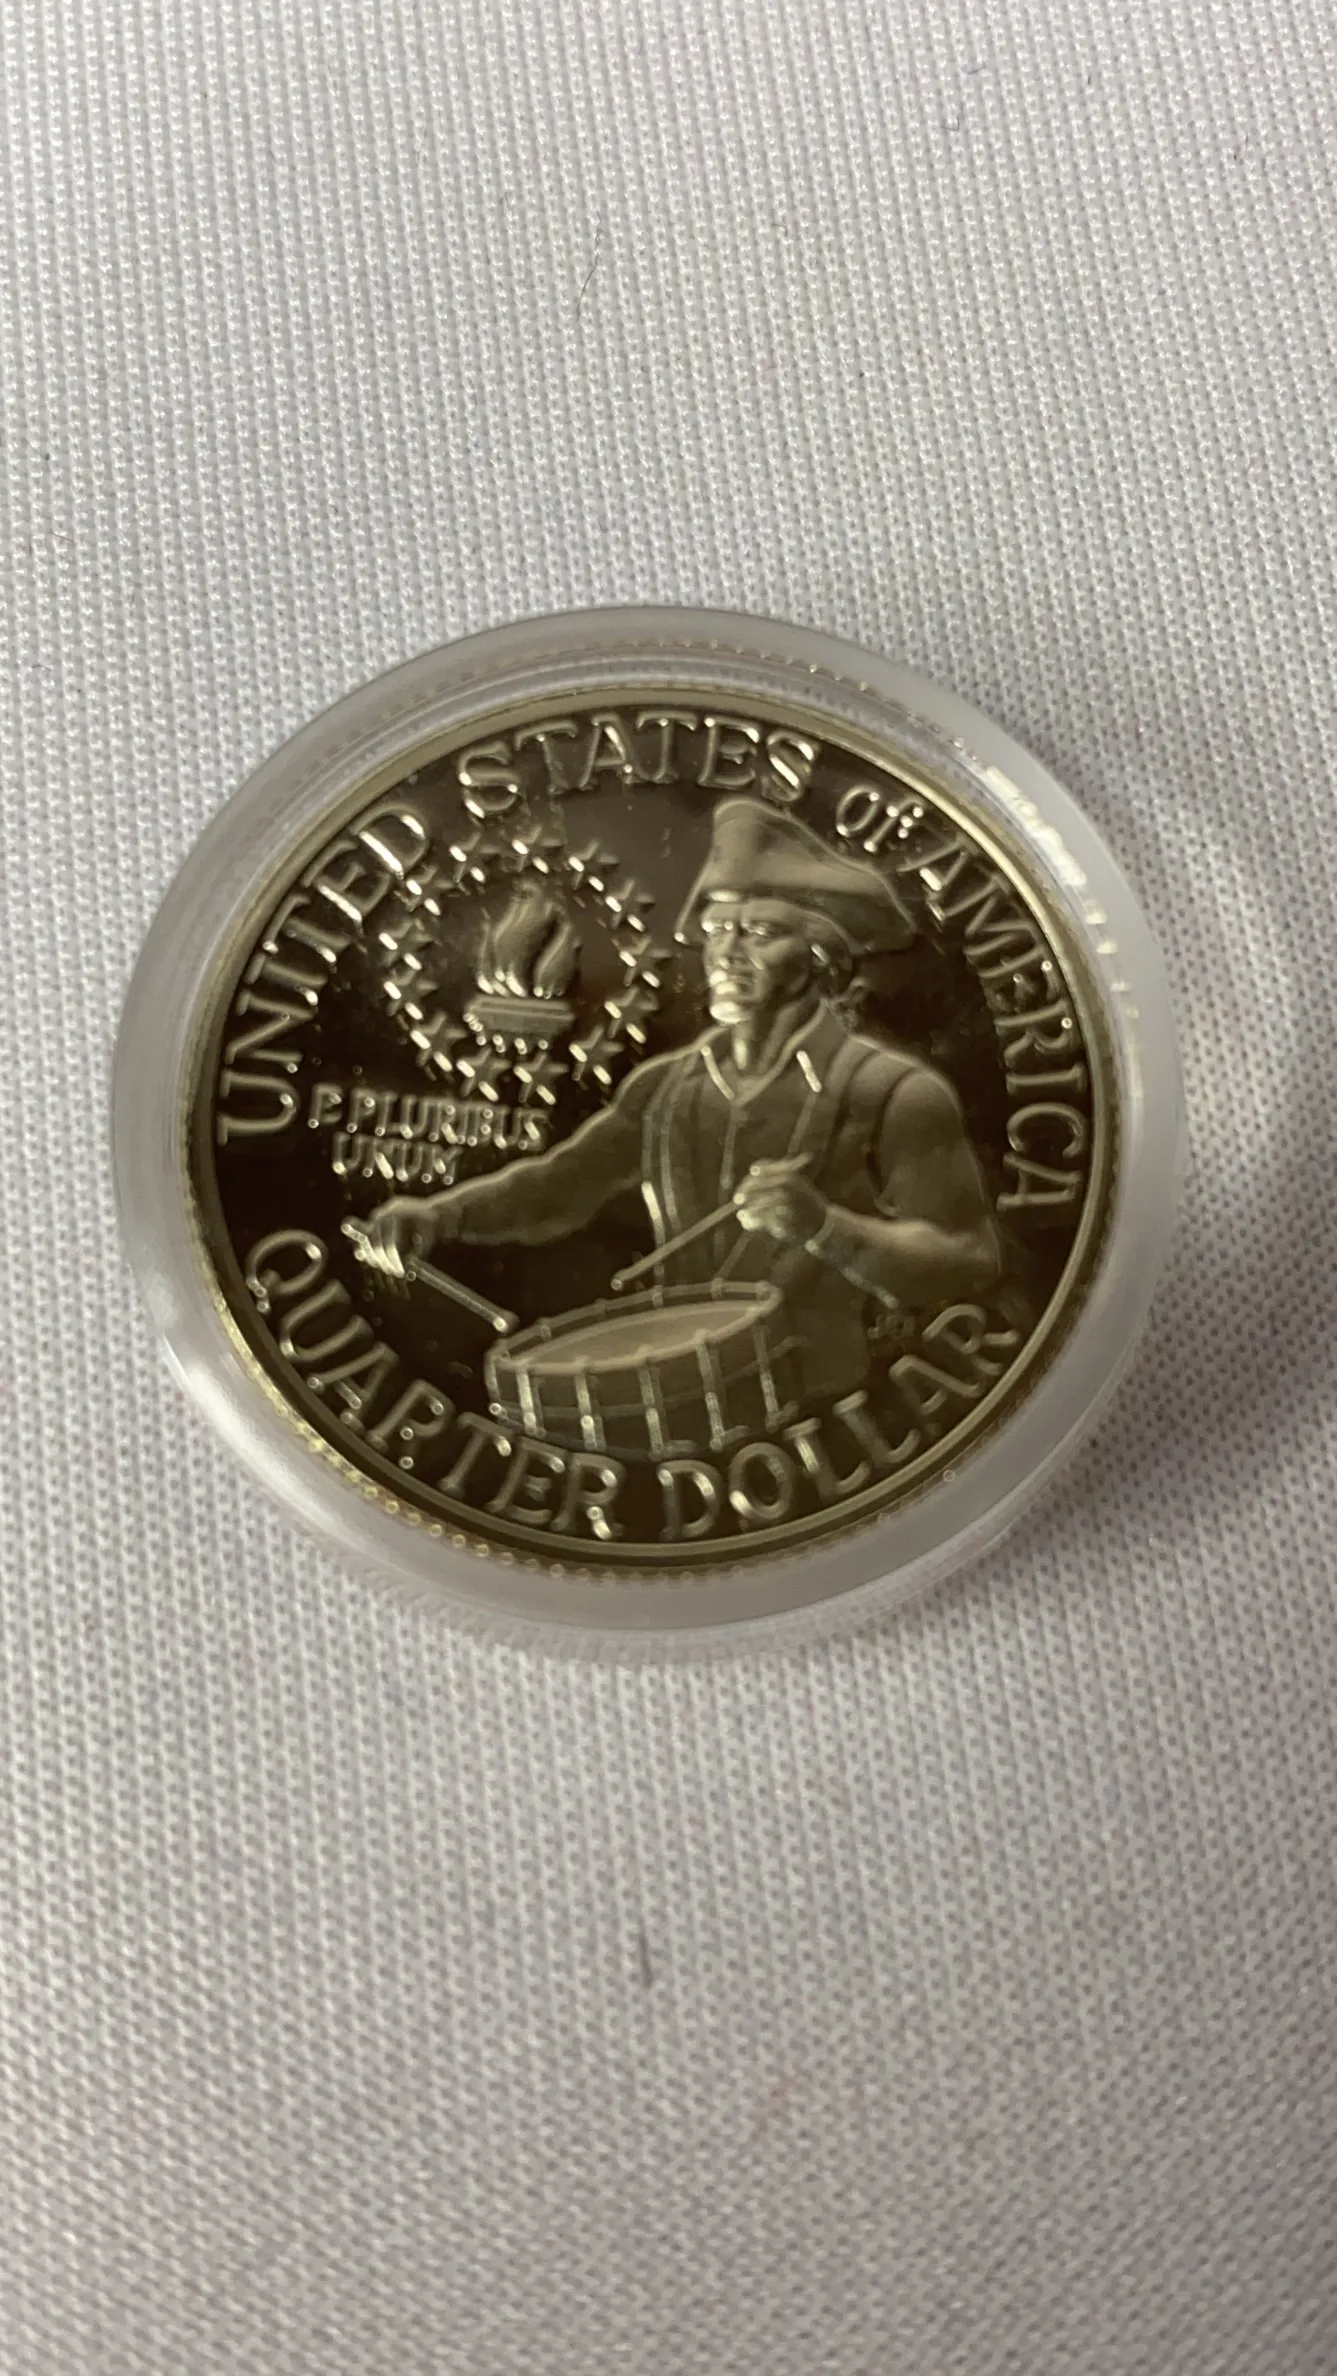 UNITED STATES of AMERICA
E PLURIBUS
UNUM
QUARTER DOLLAR